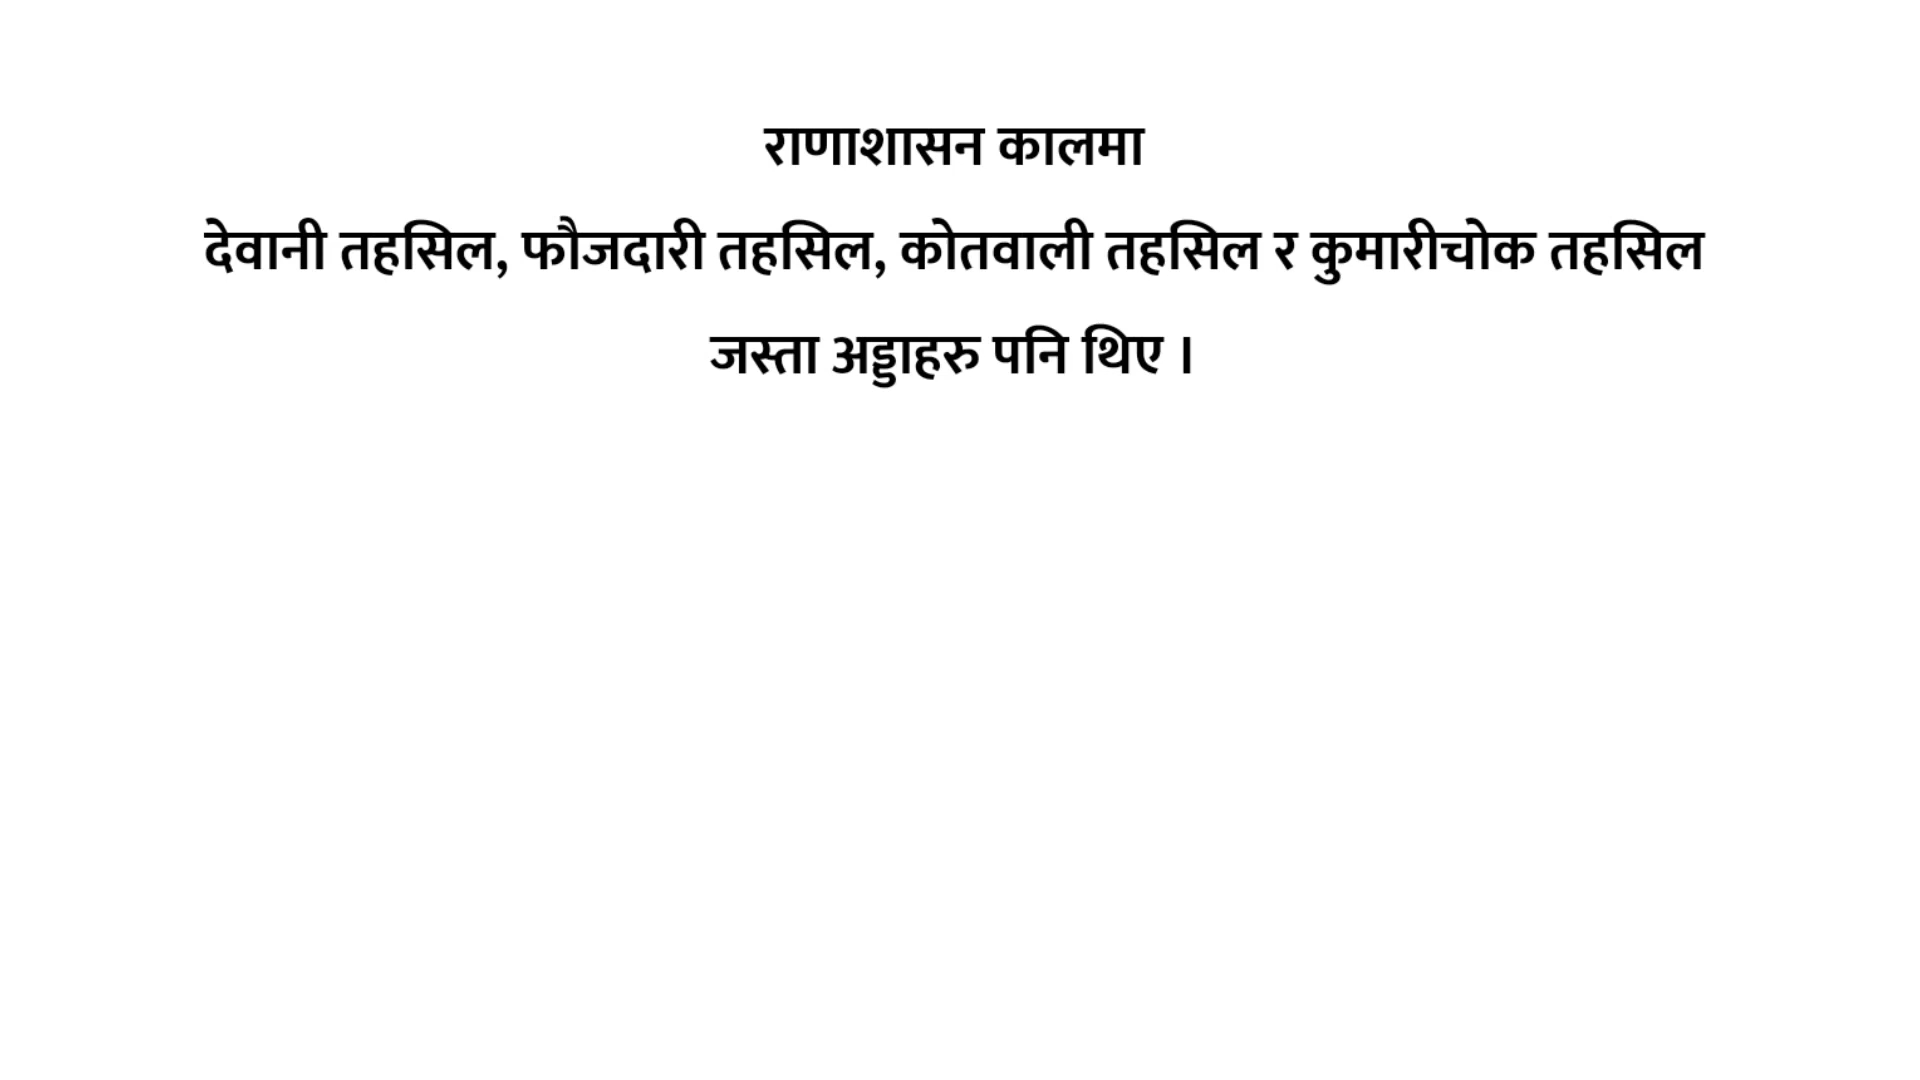 राणाशासन कालमा
देवानी तहसिल, फौजदारी तहसिल, कोतवाली तहसिल र कुमारीचोक तहसिल
जस्ता अड्डाहरु पनि थिए ।